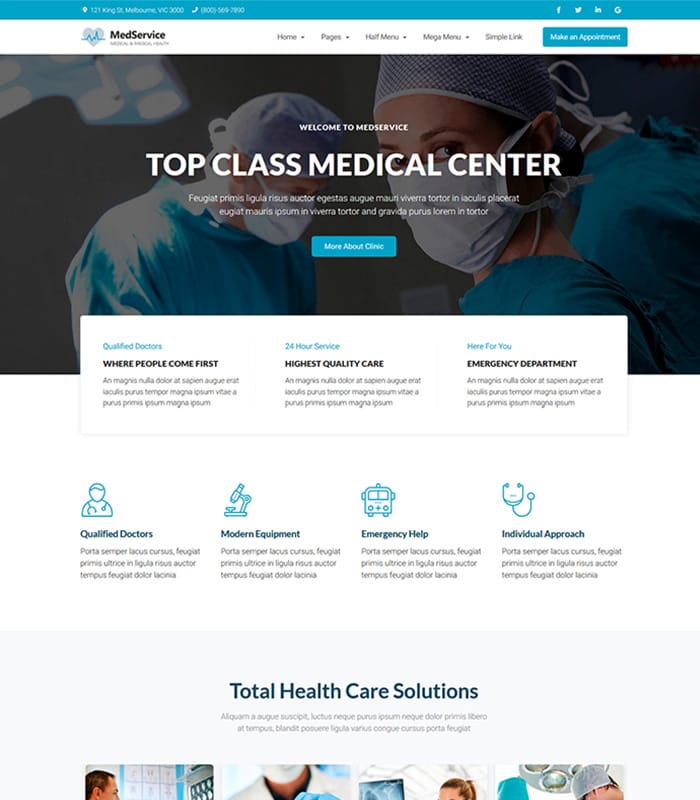 121 King St, Melbourne, VIC 3000 (800)-569-7890
MedService
MEDICAL & MEDICAL HEALTH
Home Pages Half Menu Mega Menu Simple Link Make an Appointment
WELCOME TO MEDSERVICE
TOP CLASS MEDICAL CENTER
Feugiat primis ligula risus auctor egestas augue mauri viverra tortor in iaculis placerat
eugiat mauris ipsum in viverra tortor and gravida purus lorem in tortor
More About Clinic
Qualified Doctors
WHERE PEOPLE COME FIRST
An magnis nulla dolor at sapien augue erat
iaculis purus tempor magna ipsum vitae a
purus primis ipsum magna ipsum
24 Hour Service
HIGHEST QUALITY CARE
An magnis nulla dolor at sapien augue erat
iaculis purus tempor magna ipsum vitae a
purus primis ipsum magna ipsum
Here For You
EMERGENCY DEPARTMENT
An magnis nulla dolor at sapien augue erat
iaculis purus tempor magna ipsum vitae a
purus primis ipsum magna ipsum
Qualified Doctors
Porta semper lacus cursus, feugiat
primis ultrice in ligula risus auctor
tempus feugiat dolor lacinia
Modern Equipment
Porta semper lacus cursus, feugiat
primis ultrice in ligula risus auctor
tempus feugiat dolor lacinia
Emergency Help
Porta semper lacus cursus, feugiat
primis ultrice in ligula risus auctor
tempus feugiat dolor lacinia
Individual Approach
Porta semper lacus cursus, feugiat
primis ultrice in ligula risus auctor
tempus feugiat dolor lacinia
Total Health Care Solutions
Aliquam a augue suscipit, luctus neque purus ipsum neque dolor primis libero
at tempus, blandit posuere ligula varius congue cursus porta feugiat